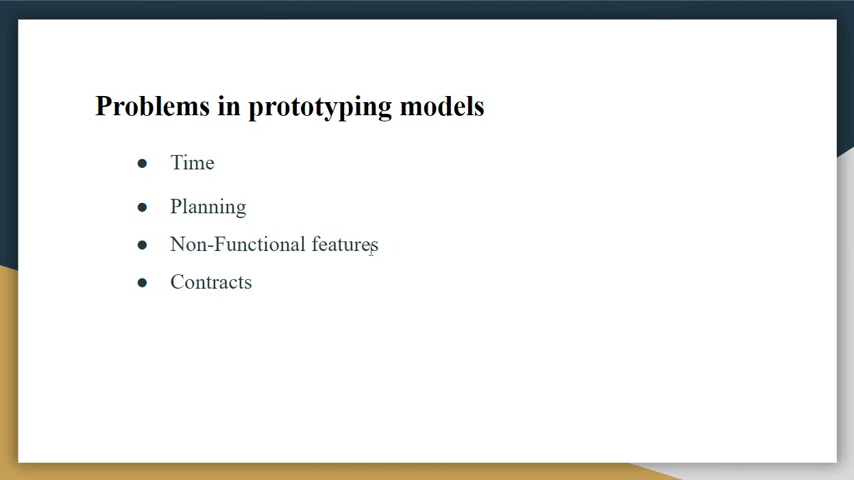 Problems in prototyping models
● Time
● Planning
● Non-Functional features
● Contracts